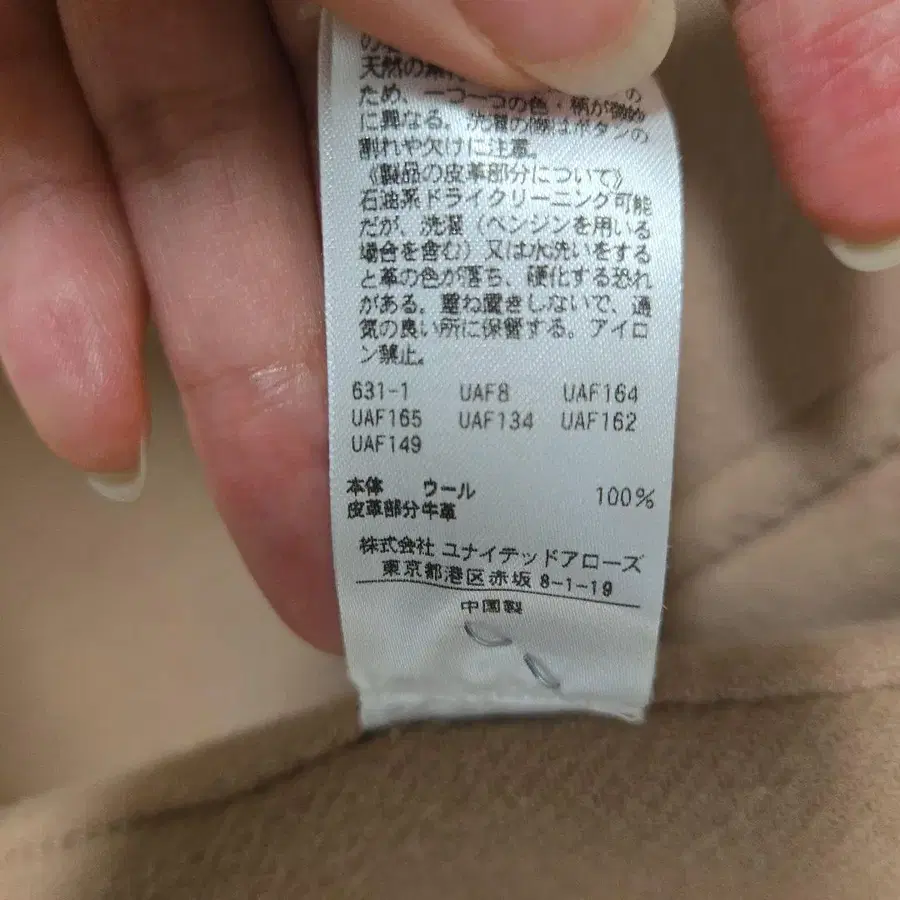 天然の素
ため、一つ一つの色・柄が微妙
に異なる。洗濯の際はボタンの
割れや欠けに注意。
《製品の皮革部分について》
石油系ドライクリーニング可能
だが、洗濯（ベンジンを用いる
場合を含む）又は水洗いをする
と革の色が落ち、硬化する恐れ
がある。重ね置きしないで、通
気の良い所に保管する。アイロ
ン禁止。
631-1 UAF8 UAF164
UAF165 UAF134 UAF162
UAF149
本体 ウール 100%
皮革部分牛革
株式会社 ユナイテッドアローズ
東京都港区赤坂 8-1-19
中国製